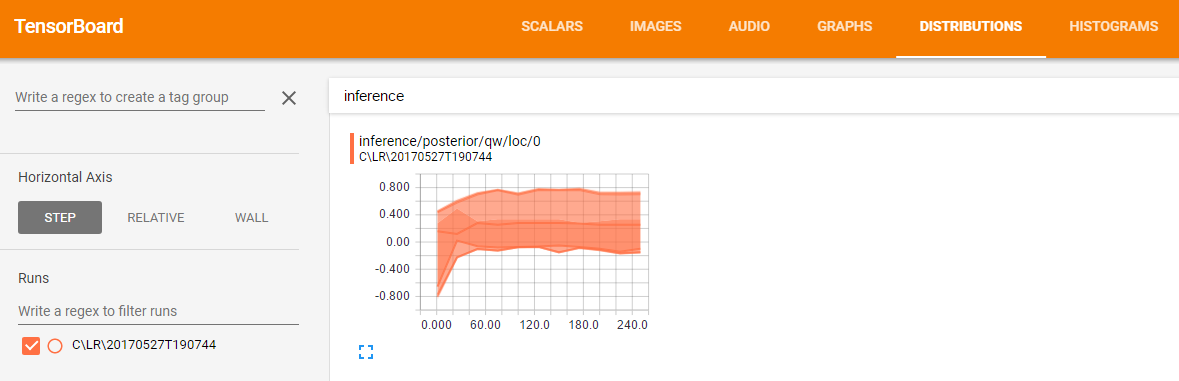 TensorBoard
SCALARS IMAGES AUDIO GRAPHS DISTRIBUTIONS HISTOGRAMS
Write a regex to create a tag group
inference
inference/posterior/qw/loc/0
C\LR\20170527T190744
Horizontal Axis
STEP RELATIVE WALL
Runs
Write a regex to filter runs
C\LR\20170527T190744
0.800
0.400
0.00
-0.400
-0.800
0.000 60.00 120.0 180.0 240.0